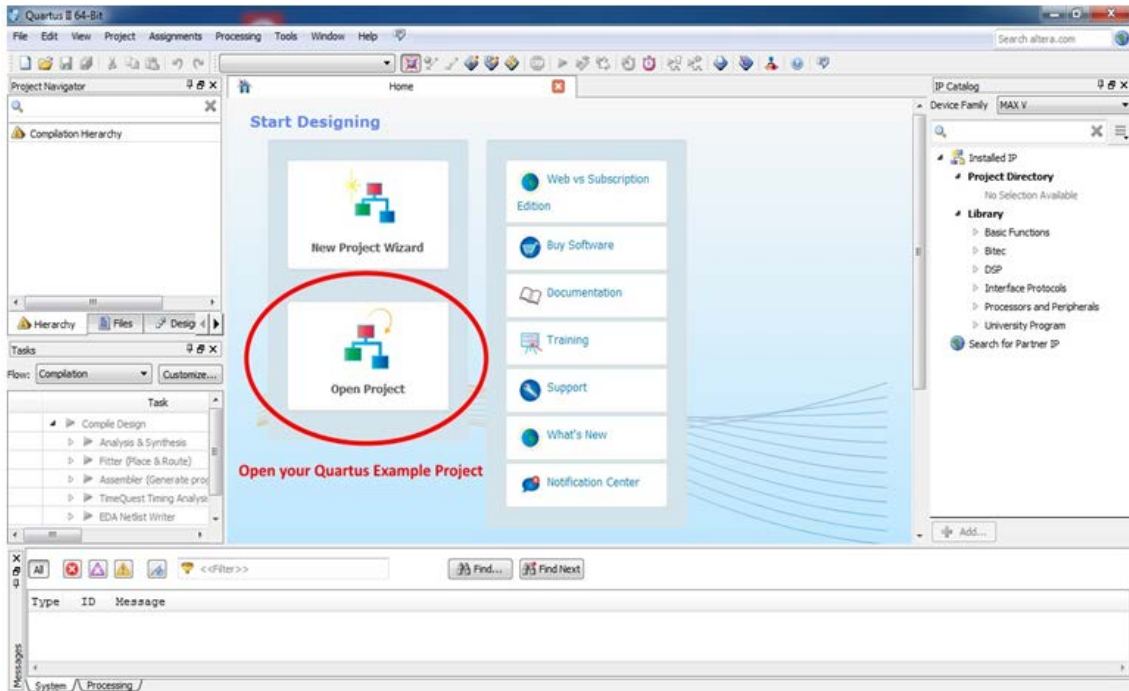 Quartus II 64-Bit
File Edit View Project Assignments Processing Tools Window Help
Search altera.com
Project Navigator
Compilation Hierarchy
Hierarchy Files Desig
Tasks
Flow: Compilation Customize...
Task
Compile Design
Analysis & Synthesis
Fitter (Place & Route)
Assembler (Generate prog
TimeQuest Timing Analysi
EDA Netlist Writer
Home
Start Designing
New Project Wizard
Open Project
Open your Quartus Example Project
Web vs Subscription
Edition
Buy Software
Documentation
Training
Support
What's New
Notification Center
IP Catalog
Device Family MAX V
Installed IP
Project Directory
No Selection Available
Library
Basic Functions
Bitec
DSP
Interface Protocols
Processors and Peripherals
University Program
Search for Partner IP
Add...
All <<Filter>> Find... Find Next
Type ID Message
Messages
System Processing